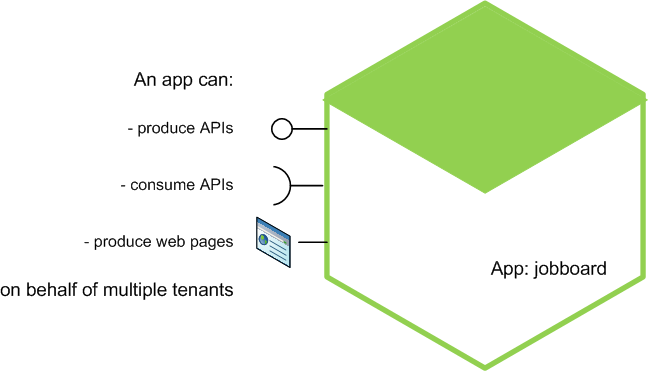 An app can:
- produce APIs
- consume APIs
- produce web pages
on behalf of multiple tenants
App: jobboard